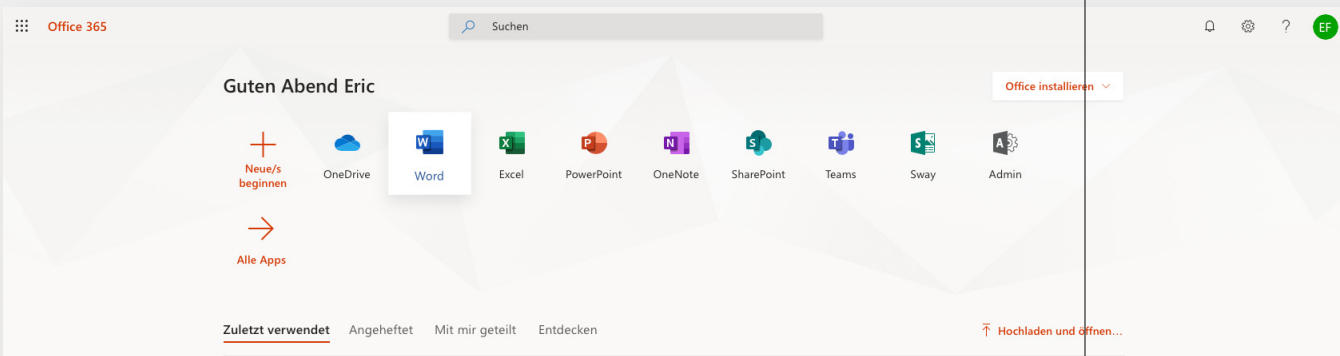 Office 365
Suchen
EF
Guten Abend Eric
Office installieren
Neue/s
beginnen
OneDrive
Word
Excel
PowerPoint
OneNote
SharePoint
Teams
Sway
Admin
Alle Apps
Zuletzt verwendet Angeheftet Mit mir geteilt Entdecken
Hochladen und öffnen...